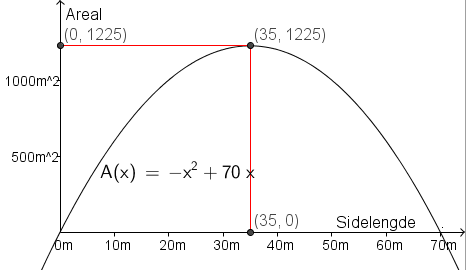 Areal
(0, 1225)
(35, 1225)
1000m^2
500m^2
A(x) = −x² + 70 x
(35, 0)
Sidelengde
0m 10m 20m 30m 40m 50m 60m 70m